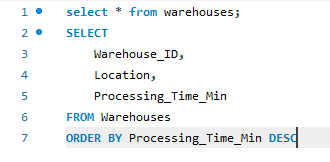 1 select * from warehouses;
2 SELECT
3 Warehouse_ID,
4 Location,
5 Processing_Time_Min
6 FROM Warehouses
7 ORDER BY Processing_Time_Min DESC